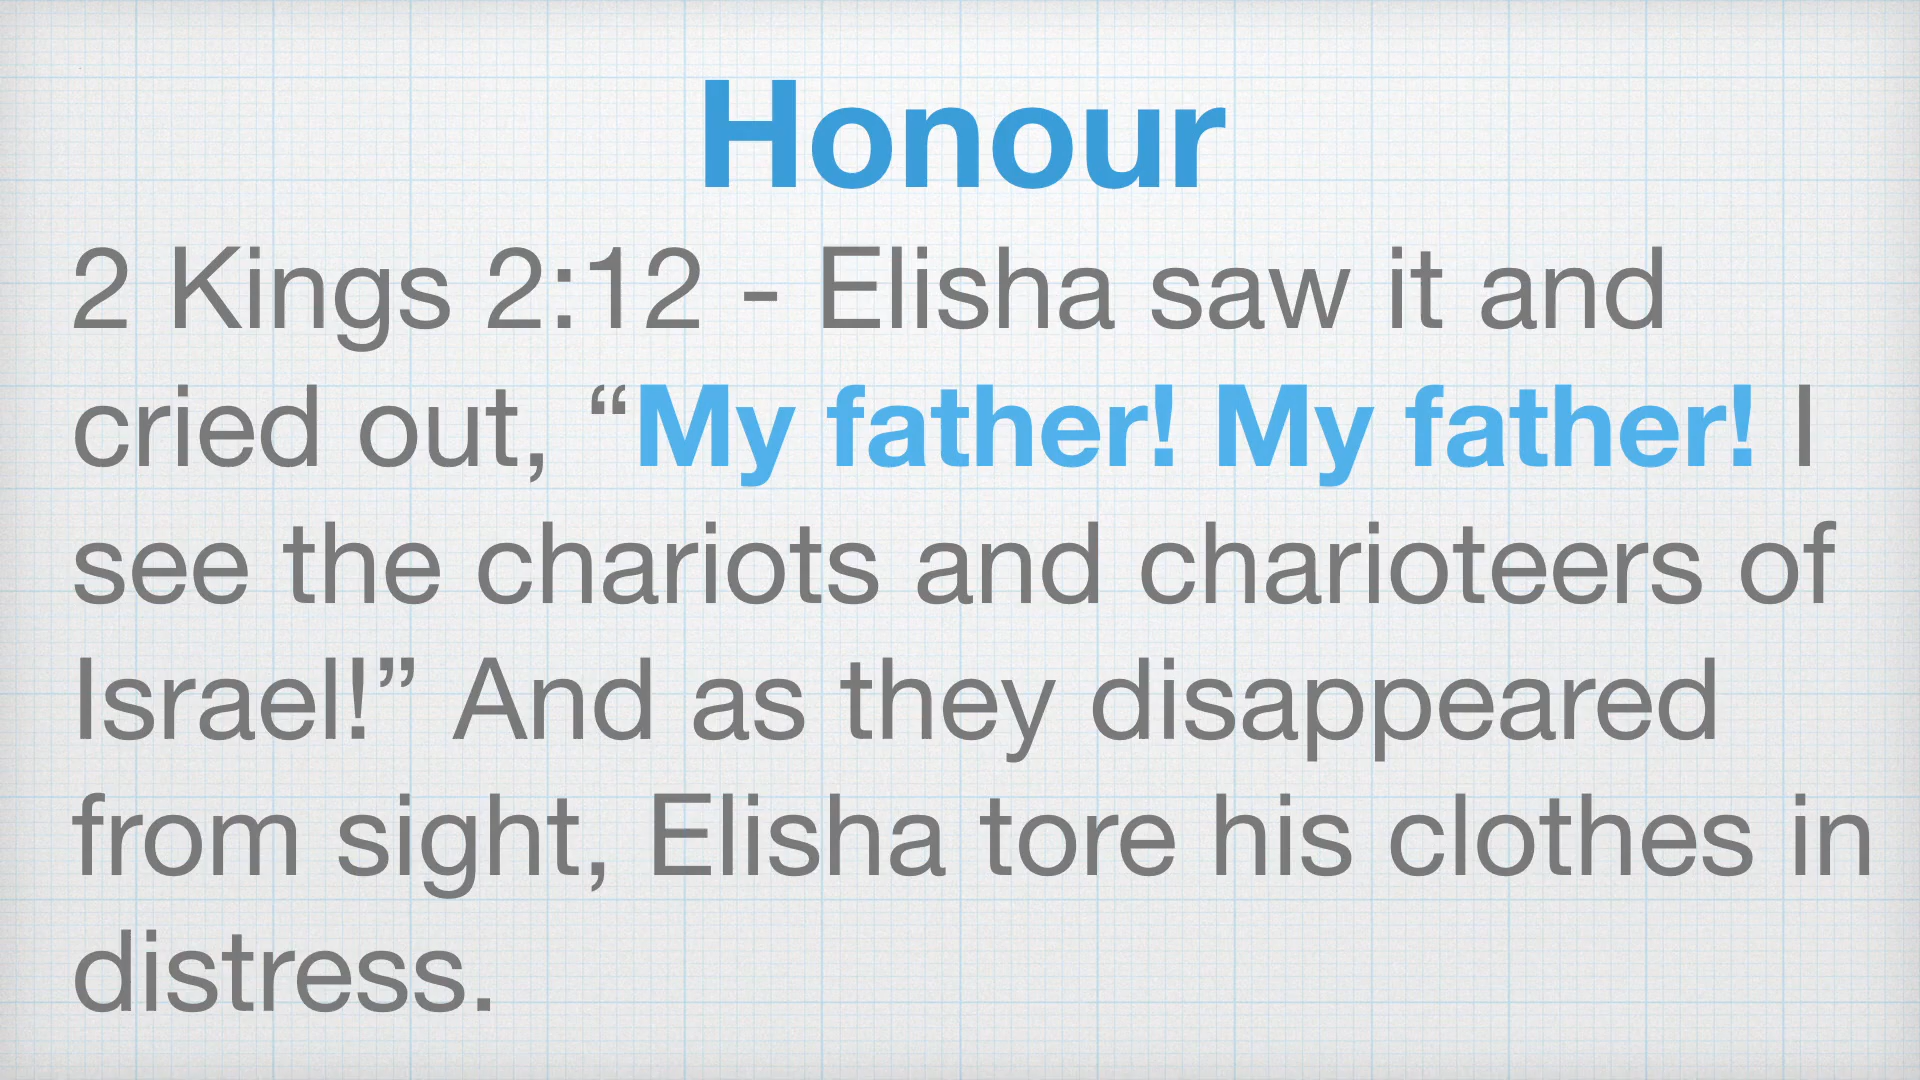 Honour
2 Kings 2:12 - Elisha saw it and
cried out, “My father! My father! I
see the chariots and charioteers of
Israel!” And as they disappeared
from sight, Elisha tore his clothes in
distress.